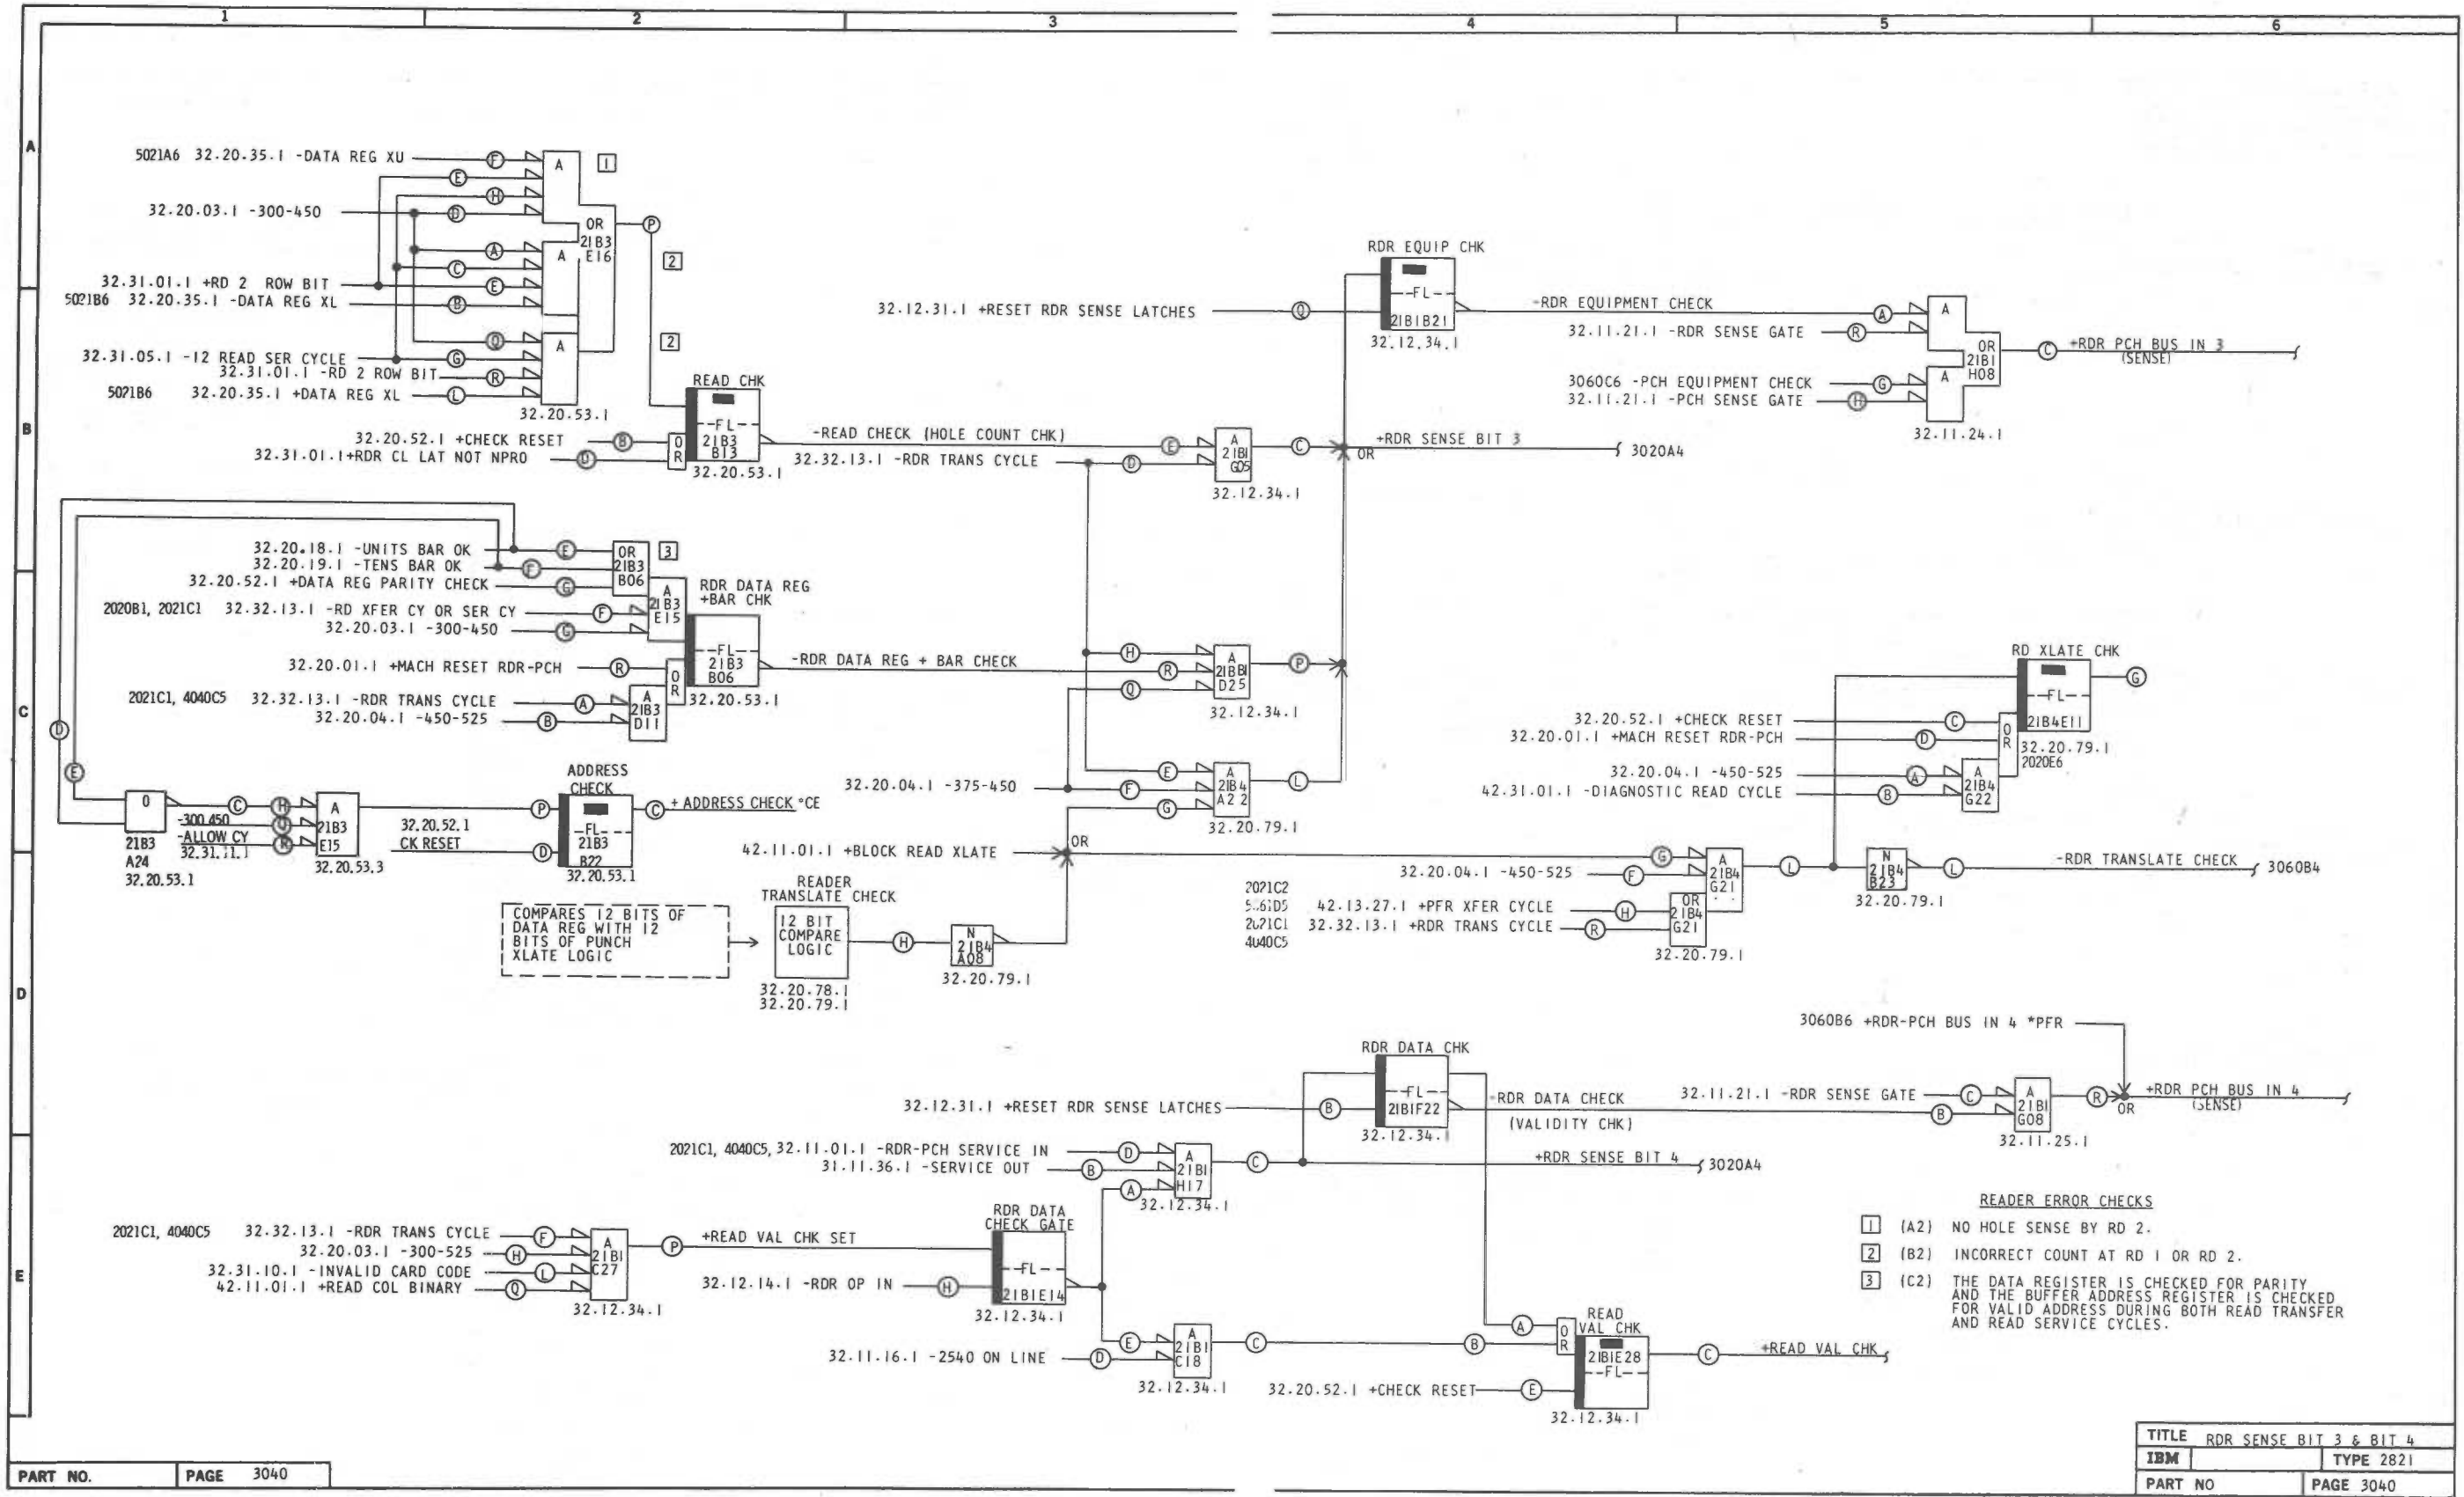 1 2 3 4 5 6
A
B
C
D
E
5021A6 32.20.35.1 -DATA REG XU
F
E
H
32.20.03.1 -300-450
D
A
1
OR
21B3
E16
P
A
C
A
2
32.31.01.1 +RD 2 ROW BIT
E
5021B6 32.20.35.1 -DATA REG XL
B
Q
A
2
32.31.05.1 -12 READ SER CYCLE
G
32.31.01.1 -RD 2 ROW BIT
R
5021B6 32.20.35.1 +DATA REG XL
L
32.20.53.1
READ CHK
--FL--
21B3
B13
32.20.53.1
32.20.52.1 +CHECK RESET
B
O
R
32.31.01.1+RDR CL LAT NOT NPRO
D
-READ CHECK (HOLE COUNT CHK)
E
32.32.13.1 -RDR TRANS CYCLE
D
A
21B1
G05
C
32.12.34.1
OR
+RDR SENSE BIT 3
3020A4
RDR EQUIP CHK
--FL--
21B1B21
32.12.34.1
32.12.31.1 +RESET RDR SENSE LATCHES
Q
-RDR EQUIPMENT CHECK
A
32.11.21.1 -RDR SENSE GATE
R
A
OR
21B1
H08
C
+RDR PCH BUS IN 3
(SENSE)
3060C6 -PCH EQUIPMENT CHECK
G
A
32.11.21.1 -PCH SENSE GATE
H
32.11.24.1
32.20.18.1 -UNITS BAR OK
E
32.20.19.1 -TENS BAR OK
F
32.20.52.1 +DATA REG PARITY CHECK
G
OR
21B3
B06
3
2020B1, 2021C1 32.32.13.1 -RD XFER CY OR SER CY
F
32.20.03.1 -300-450
G
A
21B3
E15
RDR DATA REG
+BAR CHK
--FL--
21B3
B06
32.20.53.1
32.20.01.1 +MACH RESET RDR-PCH
R
O
R
2021C1, 4040C5 32.32.13.1 -RDR TRANS CYCLE
A
32.20.04.1 -450-525
B
A
21B3
D11
-RDR DATA REG + BAR CHECK
H
R
Q
A
21BB1
D25
P
32.12.34.1
32.20.04.1 -375-450
E
F
G
A
21B4
A22
L
32.20.79.1
D
E
O
21B3
A24
32.20.53.1
C
H
-300.450
Q
-ALLOW CY
R
32.31.11.1
A
21B3
E15
32.20.53.3
P
ADDRESS
CHECK
-FL---
21B3
B22
32.20.53.1
32.20.52.1
CK RESET
D
C
+ ADDRESS CHECK *CE
42.11.01.1 +BLOCK READ XLATE
OR
COMPARES 12 BITS OF
DATA REG WITH 12
BITS OF PUNCH
XLATE LOGIC
READER
TRANSLATE CHECK
12 BIT
COMPARE
LOGIC
32.20.78.1
32.20.79.1
H
N
21B4
A08
32.20.79.1
RD XLATE CHK
--FL--
21B4E11
32.20.79.1
2020E6
G
32.20.52.1 +CHECK RESET
C
32.20.01.1 +MACH RESET RDR-PCH
D
O
R
32.20.04.1 -450-525
A
42.31.01.1 -DIAGNOSTIC READ CYCLE
B
A
21B4
G22
G
32.20.04.1 -450-525
F
A
21B4
G21
2021C2
42.13.27.1 +PFR XFER CYCLE
H
32.32.13.1 +RDR TRANS CYCLE
R
4040C5
OR
21B4
G21
32.20.79.1
L
N
21B4
B23
32.20.79.1
L
-RDR TRANSLATE CHECK
3060B4
3060B6 +RDR-PCH BUS IN 4 *PFR
RDR DATA CHK
--FL--
21B1F22
32.12.34.1
32.12.31.1 +RESET RDR SENSE LATCHES
B
-RDR DATA CHECK
(VALIDITY CHK)
32.11.21.1 -RDR SENSE GATE
C
B
A
21B1
G08
32.11.25.1
R
OR
+RDR PCH BUS IN 4
(SENSE)
2021C1, 4040C5, 32.11.01.1 -RDR-PCH SERVICE IN
D
31.11.36.1 -SERVICE OUT
B
A
A
21B1
H17
32.12.34.1
C
+RDR SENSE BIT 4
3020A4
2021C1, 4040C5 32.32.13.1 -RDR TRANS CYCLE
F
32.20.03.1 -300-525
H
32.31.10.1 -INVALID CARD CODE
L
42.11.01.1 +READ COL BINARY
Q
A
21B1
C27
32.12.34.1
P
+READ VAL CHK SET
RDR DATA
CHECK GATE
--FL--
21B1E14
32.12.34.1
32.12.14.1 -RDR OP IN
H
E
32.11.16.1 -2540 ON LINE
D
A
21B1
C18
32.12.34.1
C
A
B
O
R
READ
VAL CHK
21B1E28
--FL--
32.12.34.1
32.20.52.1 +CHECK RESET
E
C
+READ VAL CHK
READER ERROR CHECKS
1 (A2) NO HOLE SENSE BY RD 2.
2 (B2) INCORRECT COUNT AT RD 1 OR RD 2.
3 (C2) THE DATA REGISTER IS CHECKED FOR PARITY
AND THE BUFFER ADDRESS REGISTER IS CHECKED
FOR VALID ADDRESS DURING BOTH READ TRANSFER
AND READ SERVICE CYCLES.
PART NO. PAGE 3040
TITLE RDR SENSE BIT 3 & BIT 4
IBM TYPE 2821
PART NO PAGE 3040